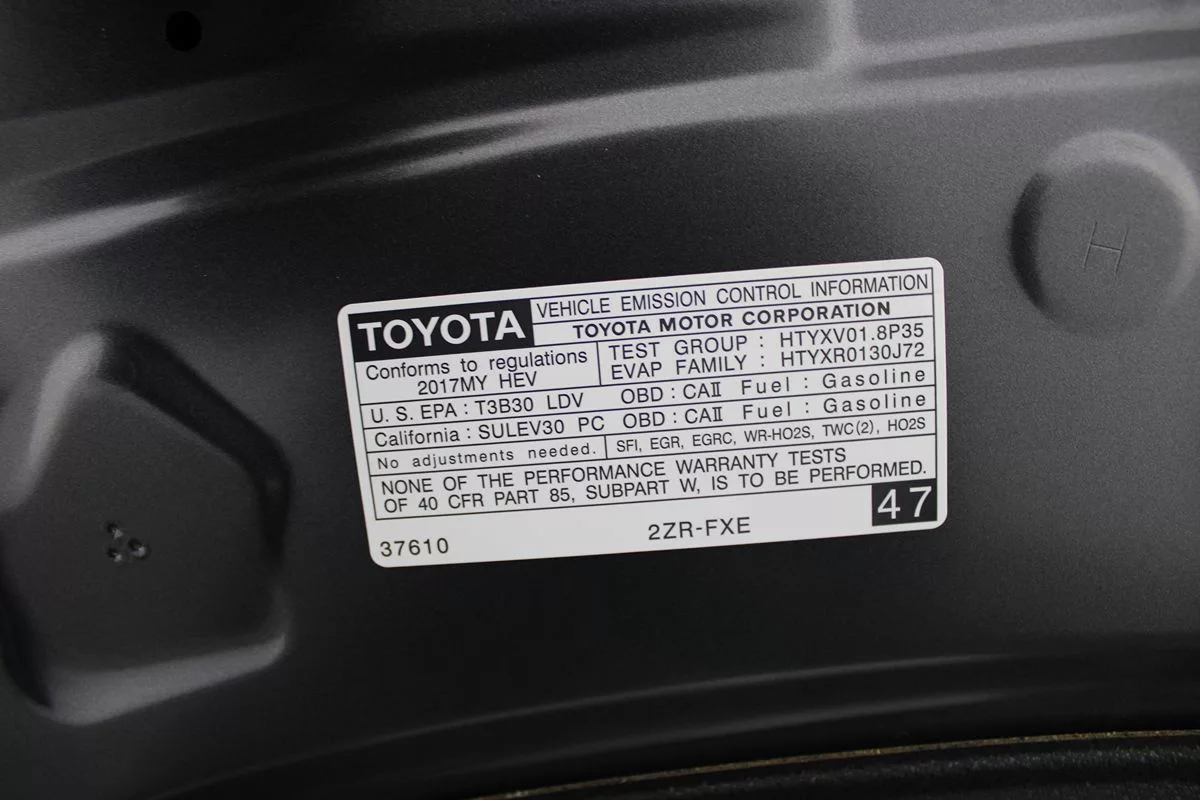 H
TOYOTA
VEHICLE EMISSION CONTROL INFORMATION
TOYOTA MOTOR CORPORATION
Conforms to regulations
2017MY HEV
TEST GROUP : HTYXV01.8P35
EVAP FAMILY : HTYXR0130J72
U.S. EPA : T3B30 LDV OBD : CAⅡ Fuel : Gasoline
California : SULEV30 PC OBD : CAⅡ Fuel : Gasoline
No adjustments needed. SFI, EGR, EGRC, WR-HO2S, TWC(2), HO2S
NONE OF THE PERFORMANCE WARRANTY TESTS
OF 40 CFR PART 85, SUBPART W, IS TO BE PERFORMED.
37610 2ZR-FXE 47